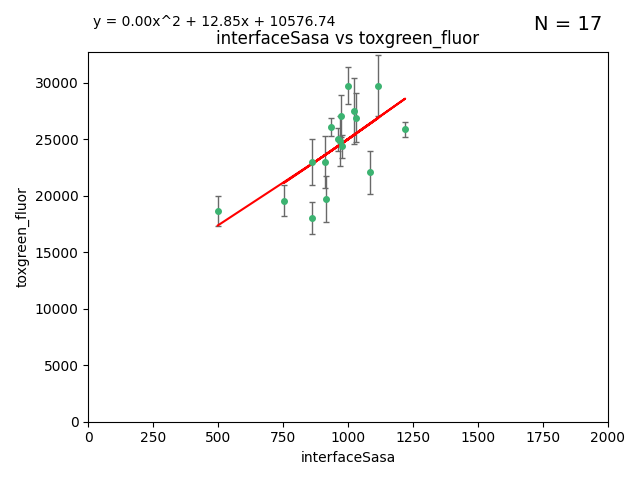 y = 0.00x^2 + 12.85x + 10576.74
N = 17
interfaceSasa vs toxgreen_fluor
30000
25000
20000
15000
10000
5000
0
toxgreen_fluor
0 250 500 750 1000 1250 1500 1750 2000
interfaceSasa